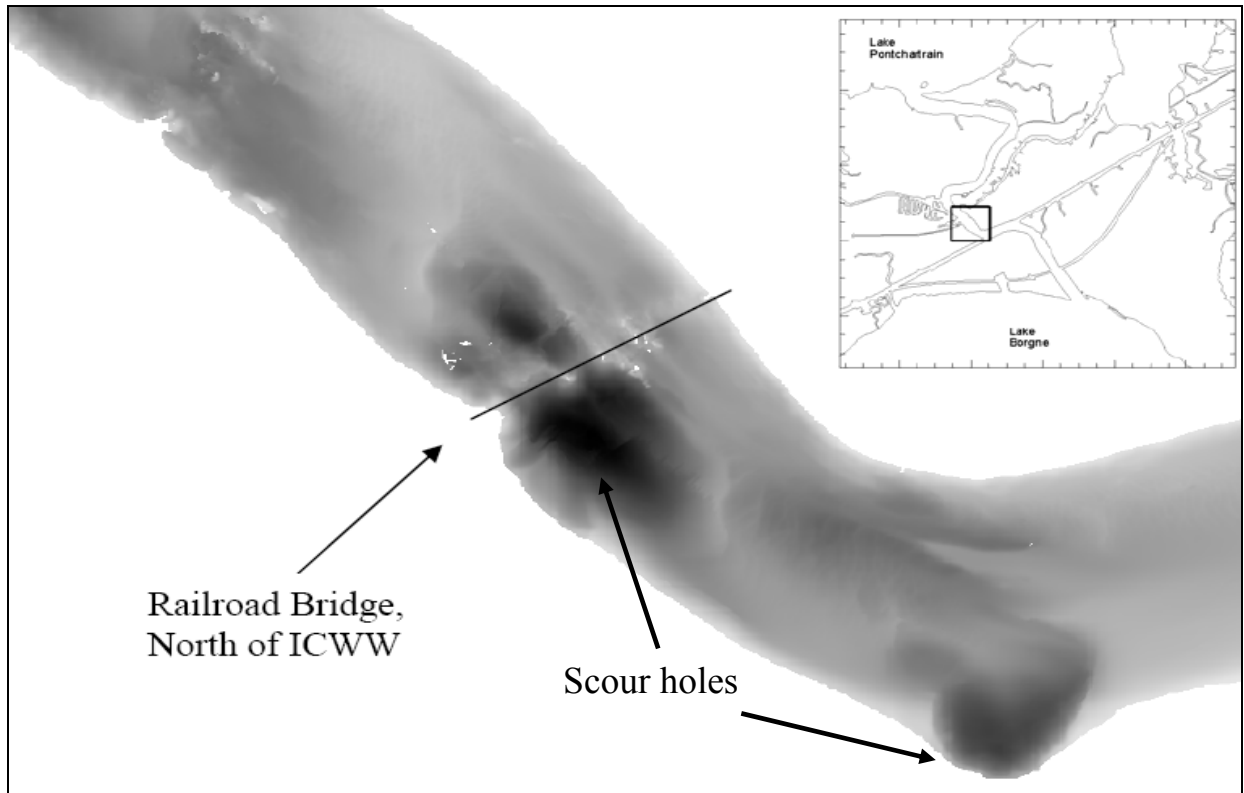 Lake
Pontchatrain
Lake
Borgne
Railroad Bridge,
North of ICWW
Scour holes